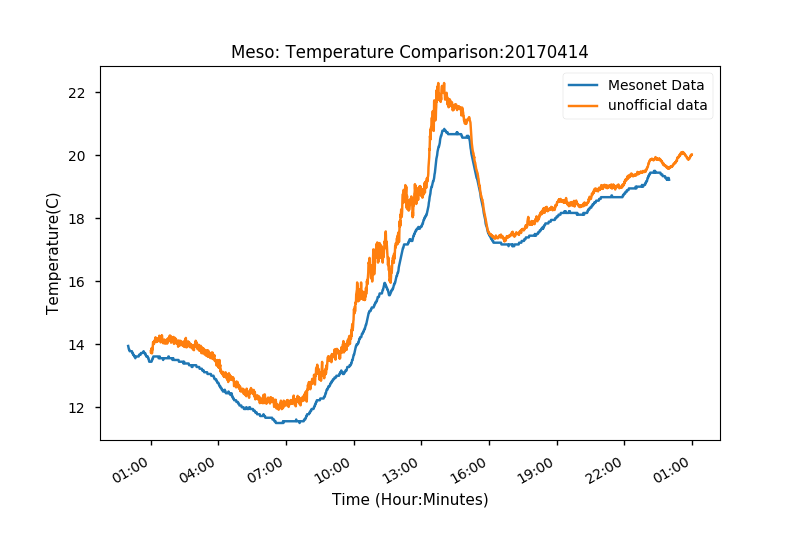 Meso: Temperature Comparison:20170414
Mesonet Data
unofficial data
Temperature(C)
22
20
18
16
14
12
01:00 04:00 07:00 10:00 13:00 16:00 19:00 22:00 01:00
Time (Hour:Minutes)